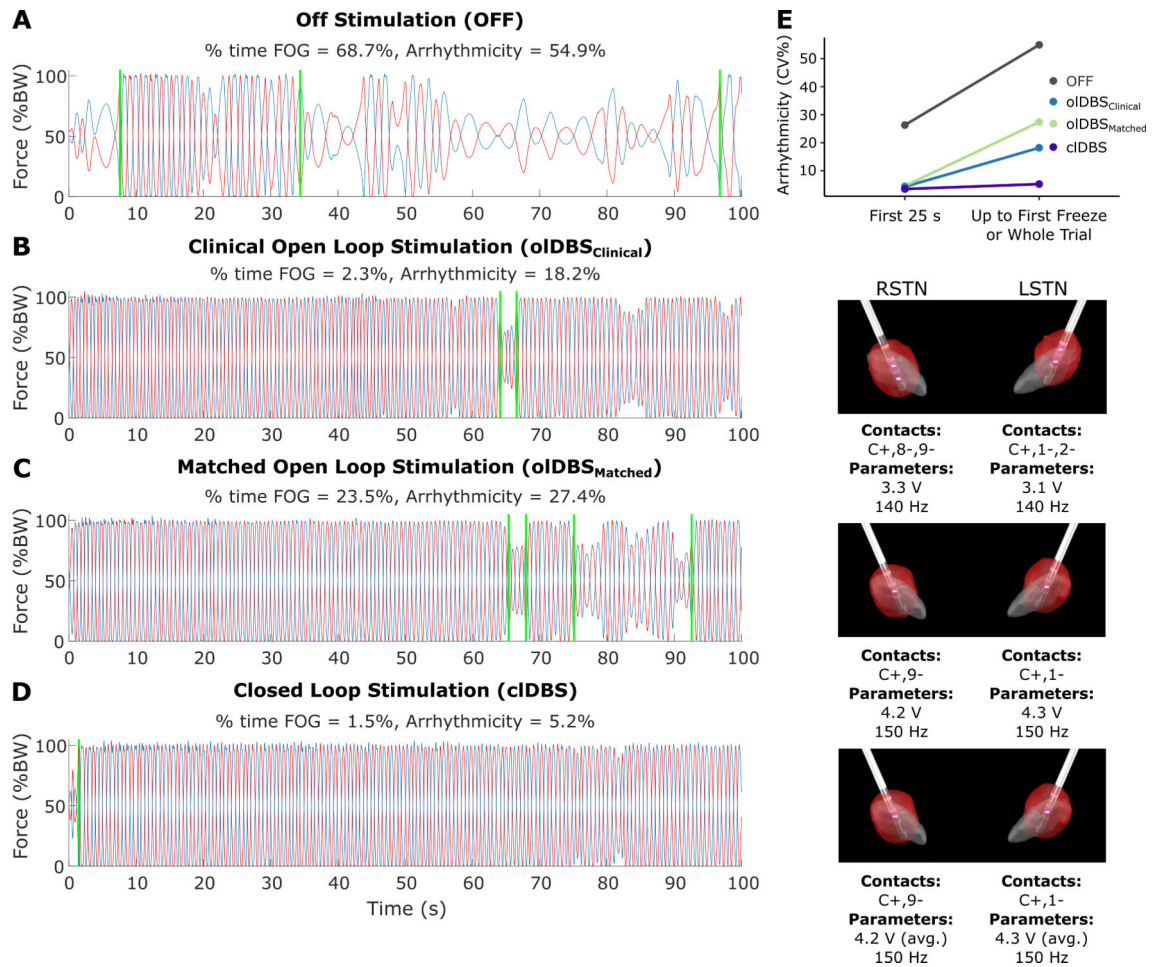 A
Off Stimulation (OFF)
% time FOG = 68.7%, Arrhythmicity = 54.9%
Force (%BW)
100
50
0
0 10 20 30 40 50 60 70 80 90 100
B
Clinical Open Loop Stimulation (olDBSClinical)
% time FOG = 2.3%, Arrhythmicity = 18.2%
Force (%BW)
100
50
0
0 10 20 30 40 50 60 70 80 90 100
C
Matched Open Loop Stimulation (olDBSMatched)
% time FOG = 23.5%, Arrhythmicity = 27.4%
Force (%BW)
100
50
0
0 10 20 30 40 50 60 70 80 90 100
D
Closed Loop Stimulation (clDBS)
% time FOG = 1.5%, Arrhythmicity = 5.2%
Force (%BW)
100
50
0
0 10 20 30 40 50 60 70 80 90 100
Time (s)
E
Arrhythmicity (CV%)
50
40
30
20
10
OFF
olDBSClinical
olDBSMatched
clDBS
First 25 s
Up to First Freeze
or Whole Trial
RSTN LSTN
Contacts: Contacts:
C+,8-,9- C+,1-,2-
Parameters: Parameters:
3.3 V 3.1 V
140 Hz 140 Hz
Contacts: Contacts:
C+,9- C+,1-
Parameters: Parameters:
4.2 V 4.3 V
150 Hz 150 Hz
Contacts: Contacts:
C+,9- C+,1-
Parameters: Parameters:
4.2 V (avg.) 4.3 V (avg.)
150 Hz 150 Hz